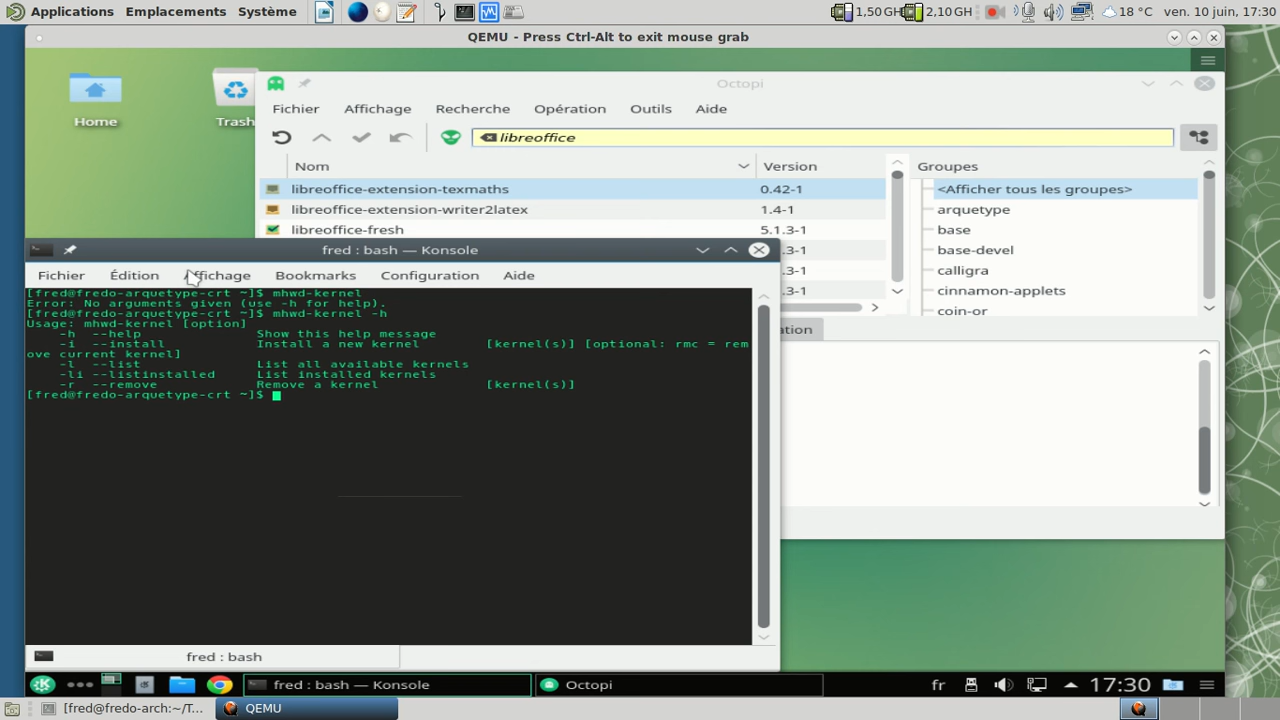 Applications Emplacements Système 1,50 GH 2,10 GH 18 °C ven. 10 juin, 17:30
QEMU - Press Ctrl-Alt to exit mouse grab
Home
Trash
Octopi
Fichier Affichage Recherche Opération Outils Aide
libreoffice
Nom Version Groupes
libreoffice-extension-texmaths 0.42-1 <Afficher tous les groupes>
libreoffice-extension-writer2latex 1.4-1 arquetype
libreoffice-fresh 5.1.3-1 base
.3-1 base-devel
.3-1 calligra
.3-1 cinnamon-applets
coin-or
ation
fred : bash — Konsole
Fichier Édition Affichage Bookmarks Configuration Aide
[fred@fredo-arquetype-crt ~]$ mhwd-kernel
Error: No arguments given (use -h for help).
[fred@fredo-arquetype-crt ~]$ mhwd-kernel -h
Usage: mhwd-kernel [option]
-h --help Show this help message
-i --install Install a new kernel [kernel(s)] [optional: rmc = rem
ove current kernel]
-l --list List all available kernels
-li --listinstalled List installed kernels
-r --remove Remove a kernel [kernel(s)]
[fred@fredo-arquetype-crt ~]$
fred : bash
fred : bash — Konsole Octopi fr 17:30
[fred@fredo-arch:~/T... QEMU